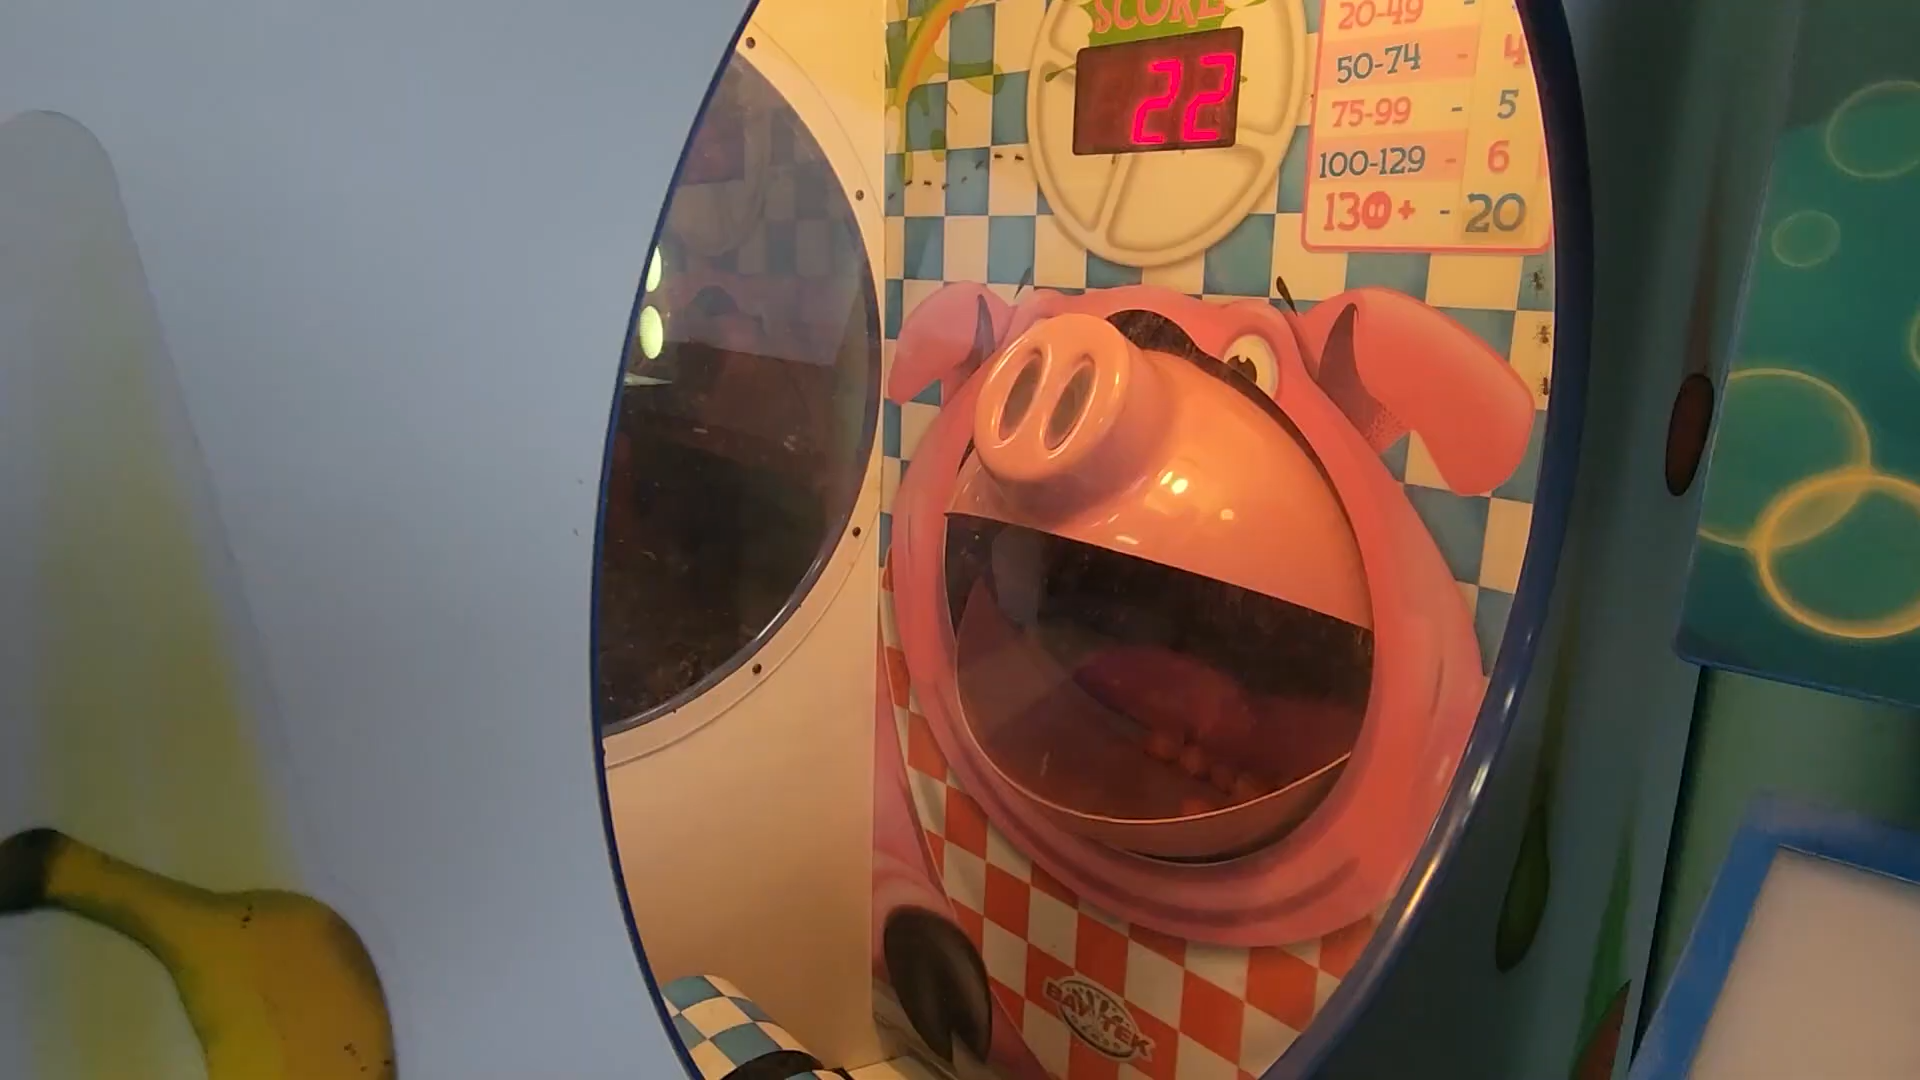 SCORE
22
20-49 -
50-74 - 4
75-99 - 5
100-129 - 6
130+ - 20
BAY TEK